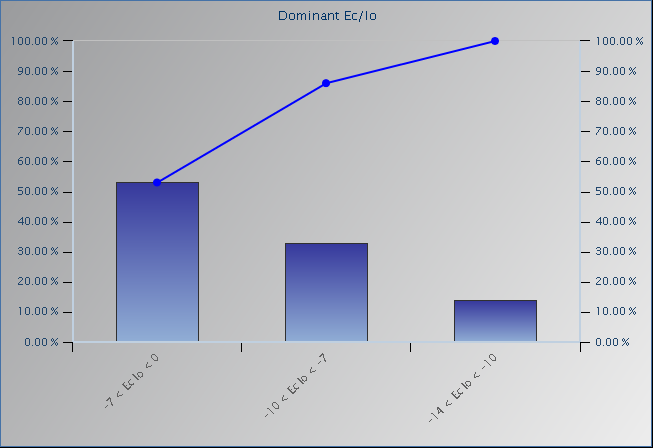 Dominant Ec/Io
100.00 % 100.00 %
90.00 % 90.00 %
80.00 % 80.00 %
70.00 % 70.00 %
60.00 % 60.00 %
50.00 % 50.00 %
40.00 % 40.00 %
30.00 % 30.00 %
20.00 % 20.00 %
10.00 % 10.00 %
0.00 % 0.00 %
-7 < Ec Io < 0
-10 < Ec Io < -7
-14 < Ec Io < -10